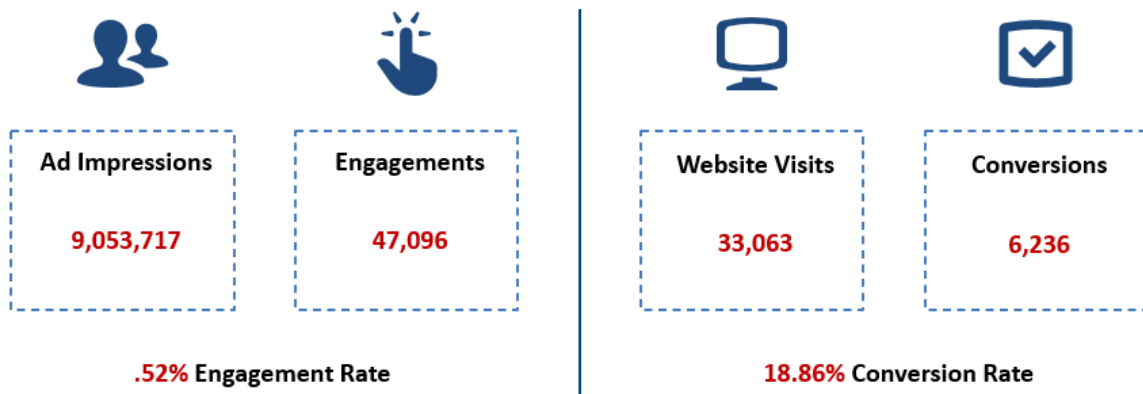 Ad Impressions
9,053,717
Engagements
47,096
.52% Engagement Rate
Website Visits
33,063
Conversions
6,236
18.86% Conversion Rate